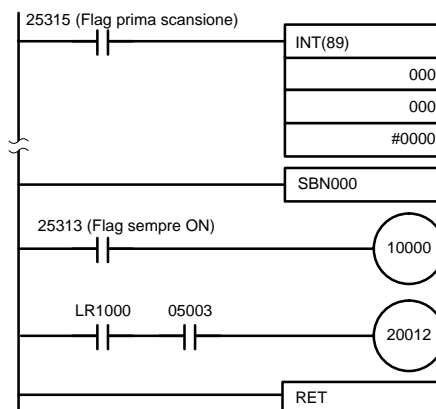 25315 (Flag prima scansione)
INT(89)
000
000
#0000
SBN000
25313 (Flag sempre ON)
10000
LR1000 05003
20012
RET